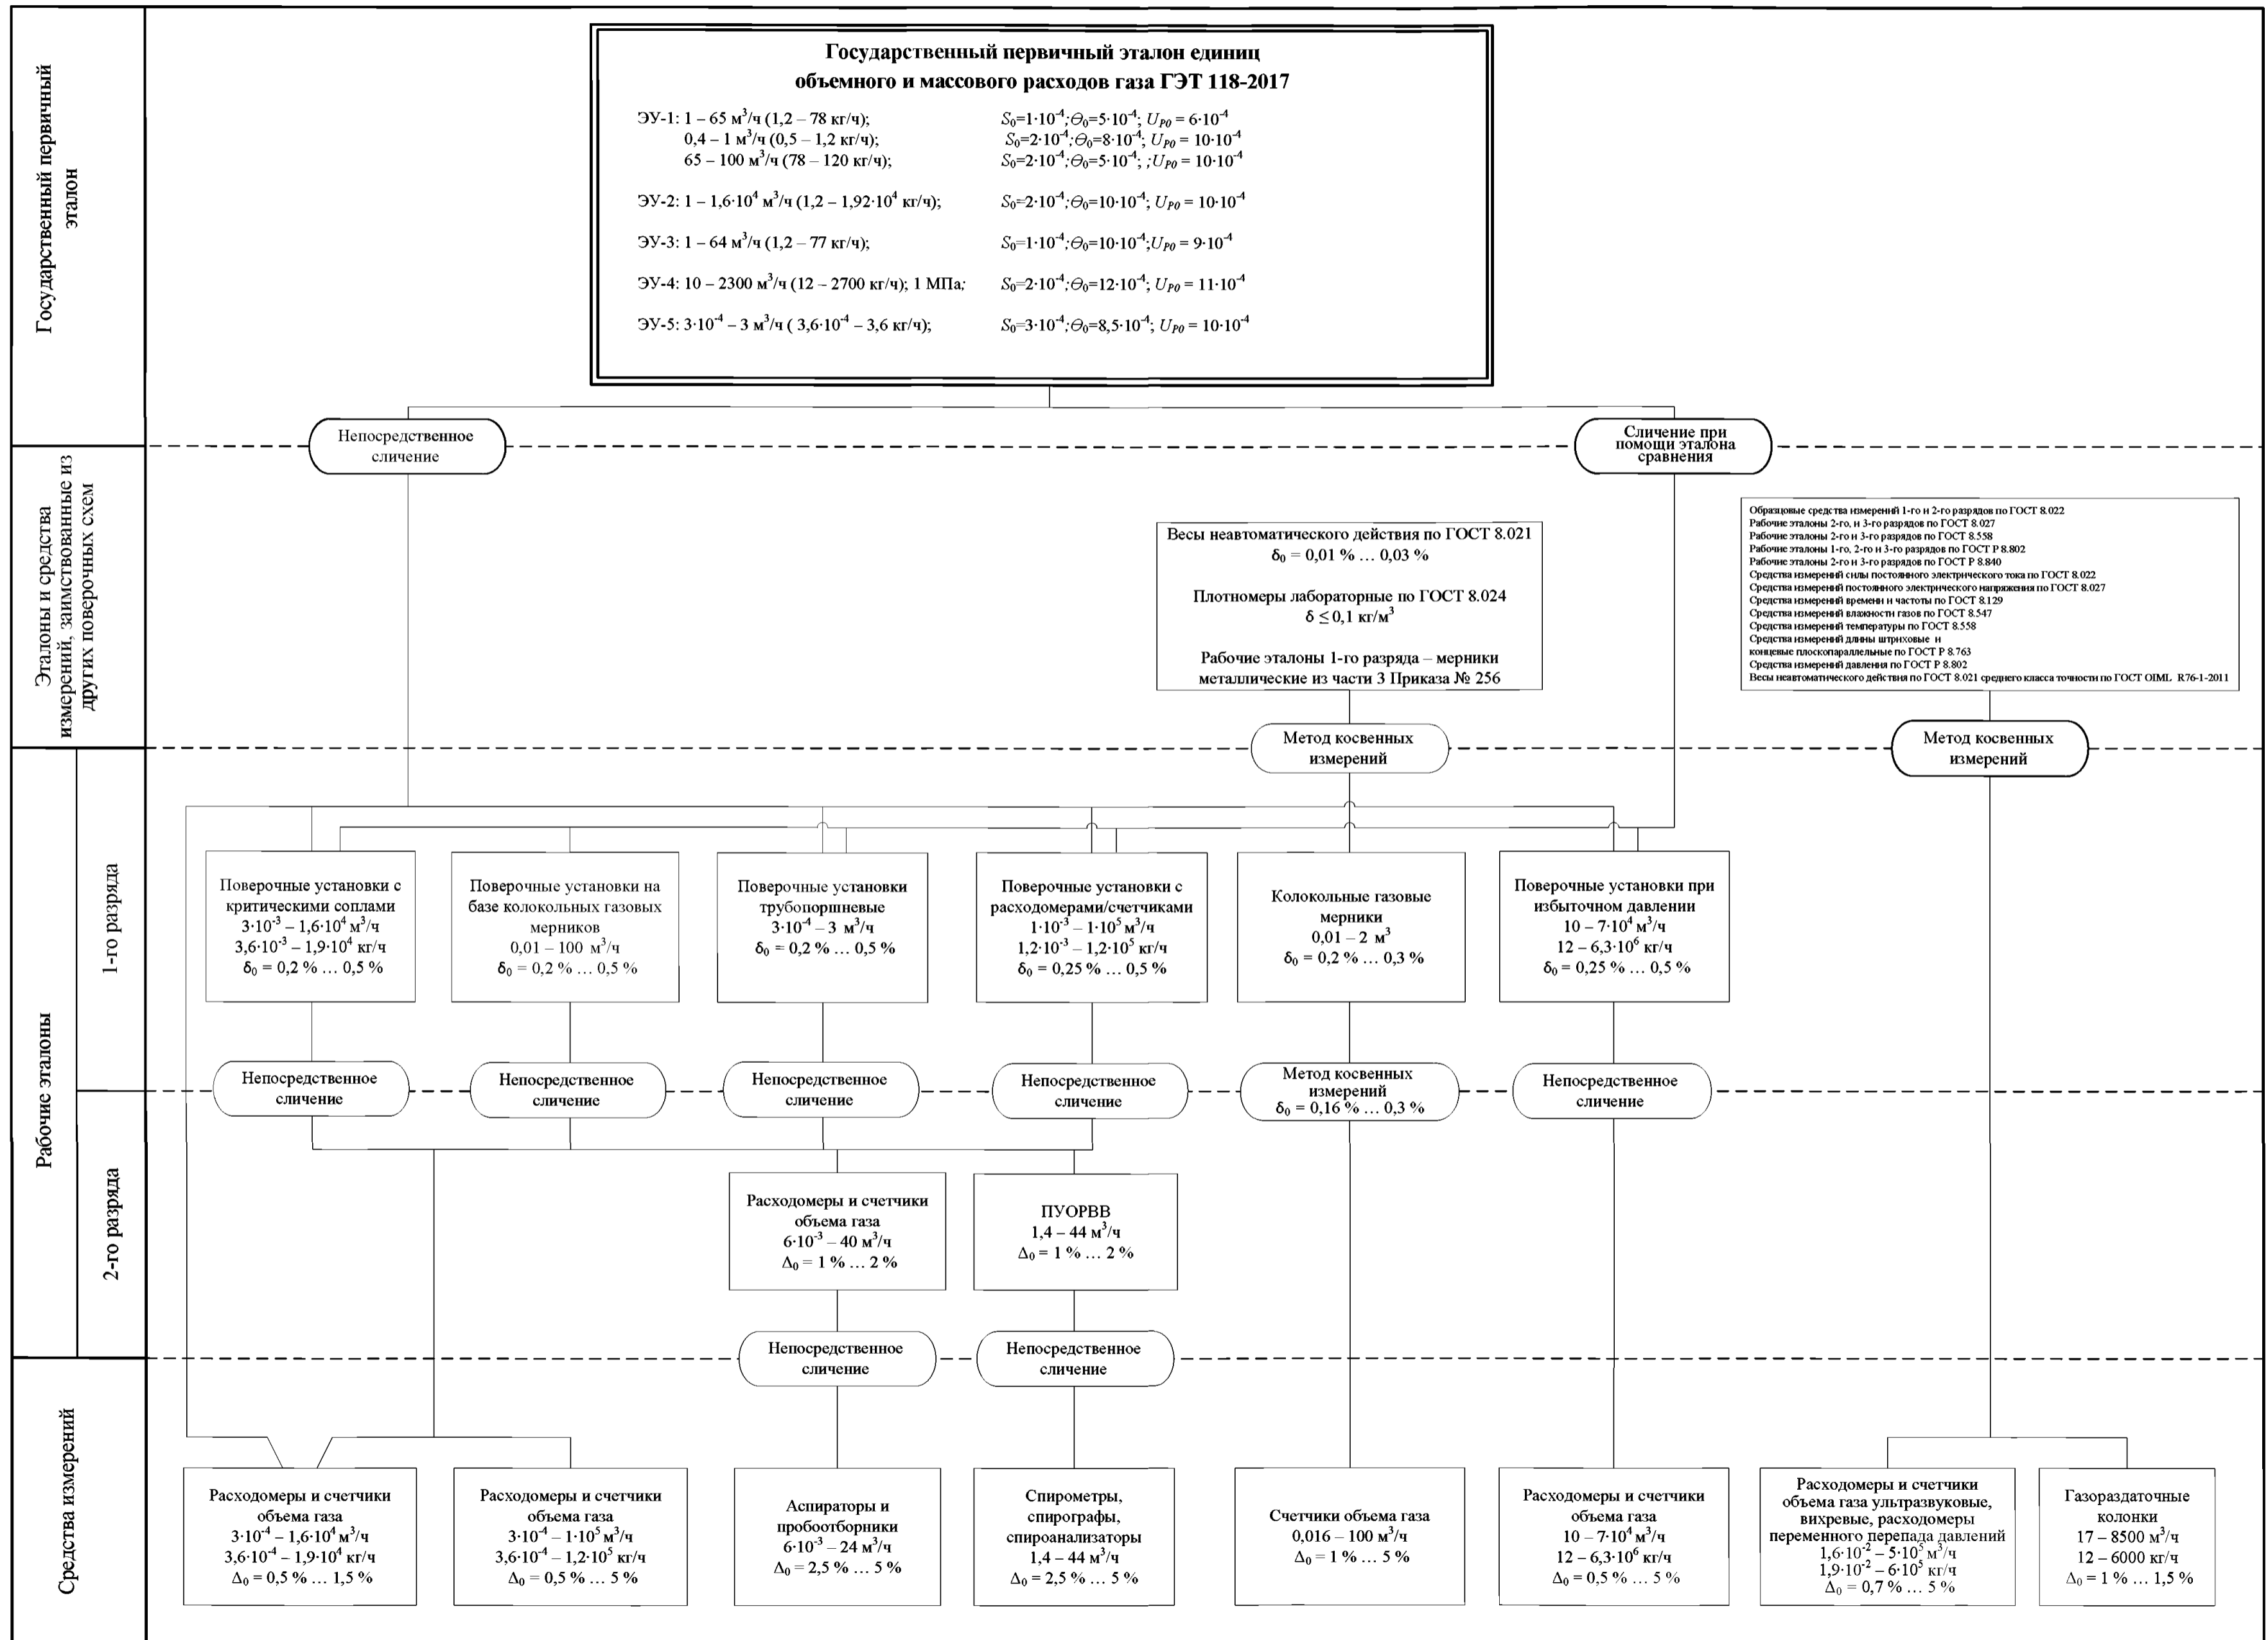 Государственный первичный
эталон
Государственный первичный эталон единиц
объемного и массового расходов газа ГЭТ 118-2017
ЭУ-1: 1 – 65 м³/ч (1,2 – 78 кг/ч); S₀=1·10⁻⁴;Θ₀=5·10⁻⁴; U_P0 = 6·10⁻⁴
0,4 – 1 м³/ч (0,5 – 1,2 кг/ч); S₀=2·10⁻⁴;Θ₀=8·10⁻⁴; U_P0 = 10·10⁻⁴
65 – 100 м³/ч (78 – 120 кг/ч); S₀=2·10⁻⁴;Θ₀=5·10⁻⁴; ;U_P0 = 10·10⁻⁴
ЭУ-2: 1 – 1,6·10⁴ м³/ч (1,2 – 1,92·10⁴ кг/ч); S₀=2·10⁻⁴;Θ₀=10·10⁻⁴; U_P0 = 10·10⁻⁴
ЭУ-3: 1 – 64 м³/ч (1,2 – 77 кг/ч); S₀=1·10⁻⁴;Θ₀=10·10⁻⁴;U_P0 = 9·10⁻⁴
ЭУ-4: 10 – 2300 м³/ч (12 – 2700 кг/ч); 1 МПа; S₀=2·10⁻⁴;Θ₀=12·10⁻⁴; U_P0 = 11·10⁻⁴
ЭУ-5: 3·10⁻⁴ – 3 м³/ч ( 3,6·10⁻⁴ – 3,6 кг/ч); S₀=3·10⁻⁴;Θ₀=8,5·10⁻⁴; U_P0 = 10·10⁻⁴
Непосредственное
сличение
Сличение при
помощи эталона
сравнения
Эталоны и средства
измерений, заимствованные из
других поверочных схем
Весы неавтоматического действия по ГОСТ 8.021
δ₀ = 0,01 % … 0,03 %
Плотномеры лабораторные по ГОСТ 8.024
δ ≤ 0,1 кг/м³
Рабочие эталоны 1-го разряда – мерники
металлические из части 3 Приказа № 256
Образцовые средства измерений 1-го и 2-го разрядов по ГОСТ 8.022
Рабочие эталоны 2-го, и 3-го разрядов по ГОСТ 8.027
Рабочие эталоны 2-го и 3-го разрядов по ГОСТ 8.558
Рабочие эталоны 1-го, 2-го и 3-го разрядов по ГОСТ Р 8.802
Рабочие эталоны 2-го и 3-го разрядов по ГОСТ Р 8.840
Средства измерений силы постоянного электрического тока по ГОСТ 8.022
Средства измерений постоянного электрического напряжения по ГОСТ 8.027
Средства измерений времени и частоты по ГОСТ 8.129
Средства измерений влажности газов по ГОСТ 8.547
Средства измерений температуры по ГОСТ 8.558
Средства измерений длины штриховые и
концевые плоскопараллельные по ГОСТ Р 8.763
Средства измерений давления по ГОСТ Р 8.802
Весы неавтоматического действия по ГОСТ 8.021 среднего класса точности по ГОСТ OIML R76-1-2011
Метод косвенных
измерений
Метод косвенных
измерений
Рабочие эталоны
1-го разряда
Поверочные установки с
критическими соплами
3·10⁻³ – 1,6·10⁴ м³/ч
3,6·10⁻³ – 1,9·10⁴ кг/ч
δ₀ = 0,2 % … 0,5 %
Поверочные установки на
базе колокольных газовых
мерников
0,01 – 100 м³/ч
δ₀ = 0,2 % … 0,5 %
Поверочные установки
трубопоршневые
3·10⁻⁴ – 3 м³/ч
δ₀ = 0,2 % … 0,5 %
Поверочные установки с
расходомерами/счетчиками
1·10⁻³ – 1·10⁵ м³/ч
1,2·10⁻³ – 1,2·10⁵ кг/ч
δ₀ = 0,25 % … 0,5 %
Колокольные газовые
мерники
0,01 – 2 м³
δ₀ = 0,2 % … 0,3 %
Поверочные установки при
избыточном давлении
10 – 7·10⁴ м³/ч
12 – 6,3·10⁶ кг/ч
δ₀ = 0,25 % … 0,5 %
Непосредственное
сличение
Непосредственное
сличение
Непосредственное
сличение
Непосредственное
сличение
Метод косвенных
измерений
δ₀ = 0,16 % … 0,3 %
Непосредственное
сличение
2-го разряда
Расходомеры и счетчики
объема газа
6·10⁻³ – 40 м³/ч
Δ₀ = 1 % … 2 %
ПУОРВВ
1,4 – 44 м³/ч
Δ₀ = 1 % … 2 %
Непосредственное
сличение
Непосредственное
сличение
Средства измерений
Расходомеры и счетчики
объема газа
3·10⁻⁴ – 1,6·10⁴ м³/ч
3,6·10⁻⁴ – 1,9·10⁴ кг/ч
Δ₀ = 0,5 % … 1,5 %
Расходомеры и счетчики
объема газа
3·10⁻⁴ – 1·10⁵ м³/ч
3,6·10⁻⁴ – 1,2·10⁵ кг/ч
Δ₀ = 0,5 % … 5 %
Аспираторы и
пробоотборники
6·10⁻³ – 24 м³/ч
Δ₀ = 2,5 % … 5 %
Спирометры,
спирографы,
спироанализаторы
1,4 – 44 м³/ч
Δ₀ = 2,5 % … 5 %
Счетчики объема газа
0,016 – 100 м³/ч
Δ₀ = 1 % … 5 %
Расходомеры и счетчики
объема газа
10 – 7·10⁴ м³/ч
12 – 6,3·10⁶ кг/ч
Δ₀ = 0,5 % … 5 %
Расходомеры и счетчики
объема газа ультразвуковые,
вихревые, расходомеры
переменного перепада давлений
1,6·10⁻² – 5·10⁵ м³/ч
1,9·10⁻² – 6·10⁵ кг/ч
Δ₀ = 0,7 % … 5 %
Газораздаточные
колонки
17 – 8500 м³/ч
12 – 6000 кг/ч
Δ₀ = 1 % … 1,5 %